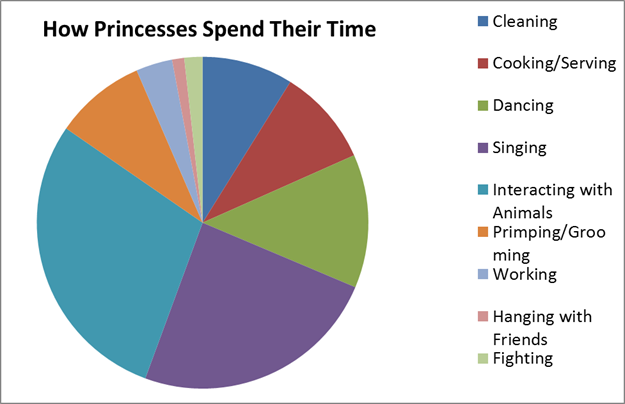 How Princesses Spend Their Time
Cleaning
Cooking/Serving
Dancing
Singing
Interacting with
Animals
Primping/Groo
ming
Working
Hanging with
Friends
Fighting